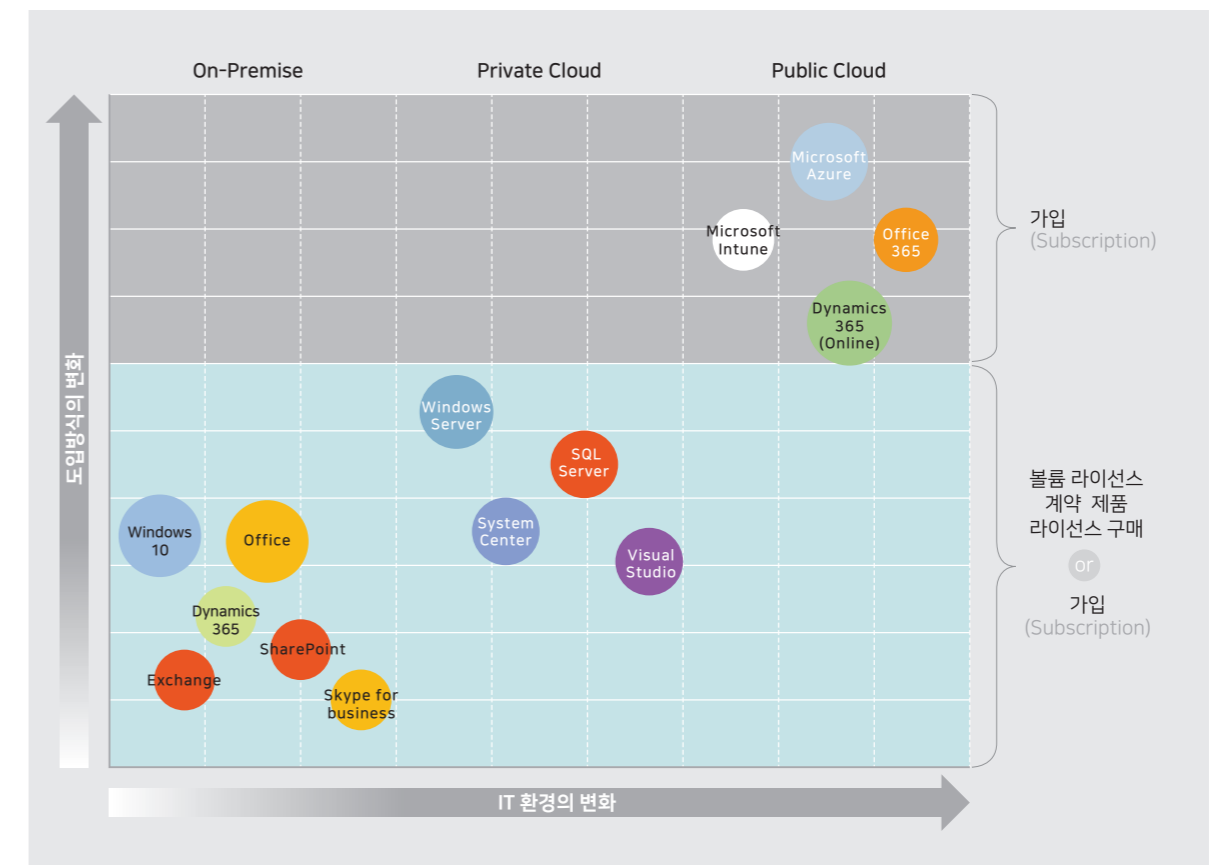 On-Premise
Private Cloud
Public Cloud
Microsoft
Azure
Microsoft
Intune
Office
365
Dynamics
365
(Online)
가입
(Subscription)
도입방식의 변화
Windows
Server
SQL
Server
System
Center
Visual
Studio
Windows
10
Office
Dynamics
365
SharePoint
Exchange
Skype for
business
볼륨 라이선스
계약 제품
라이선스 구매
or
가입
(Subscription)
IT 환경의 변화